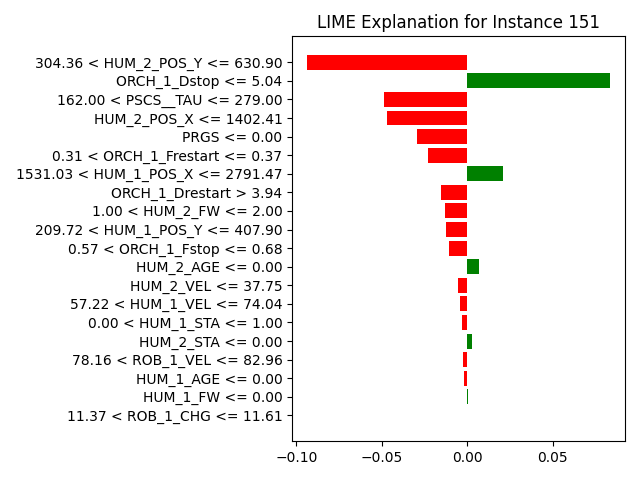 LIME Explanation for Instance 151
304.36 < HUM_2_POS_Y <= 630.90
ORCH_1_Dstop <= 5.04
162.00 < PSCS__TAU <= 279.00
HUM_2_POS_X <= 1402.41
PRGS <= 0.00
0.31 < ORCH_1_Frestart <= 0.37
1531.03 < HUM_1_POS_X <= 2791.47
ORCH_1_Drestart > 3.94
1.00 < HUM_2_FW <= 2.00
209.72 < HUM_1_POS_Y <= 407.90
0.57 < ORCH_1_Fstop <= 0.68
HUM_2_AGE <= 0.00
HUM_2_VEL <= 37.75
57.22 < HUM_1_VEL <= 74.04
0.00 < HUM_1_STA <= 1.00
HUM_2_STA <= 0.00
78.16 < ROB_1_VEL <= 82.96
HUM_1_AGE <= 0.00
HUM_1_FW <= 0.00
11.37 < ROB_1_CHG <= 11.61
−0.10 −0.05 0.00 0.05